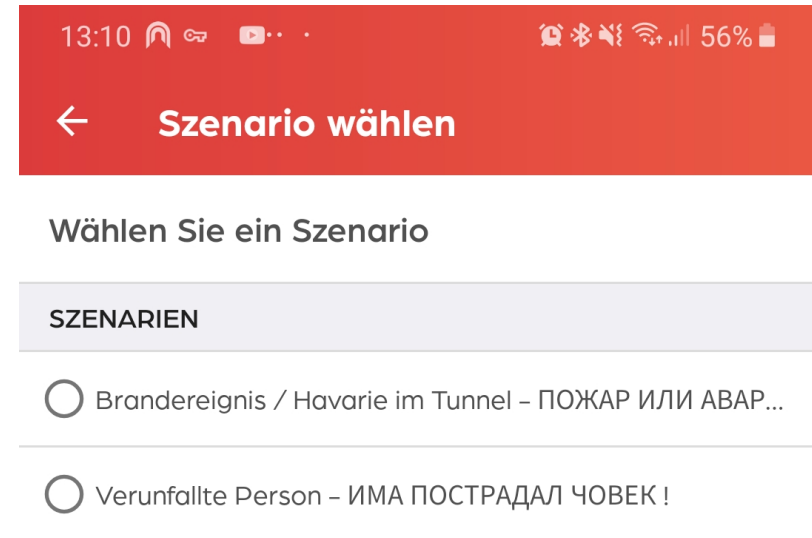 13:10 56%
Szenario wählen
Wählen Sie ein Szenario
SZENARIEN
Brandereignis / Havarie im Tunnel – ПОЖАР ИЛИ АВАР...
Verunfallte Person – ИМА ПОСТРАДАЛ ЧОВЕК !